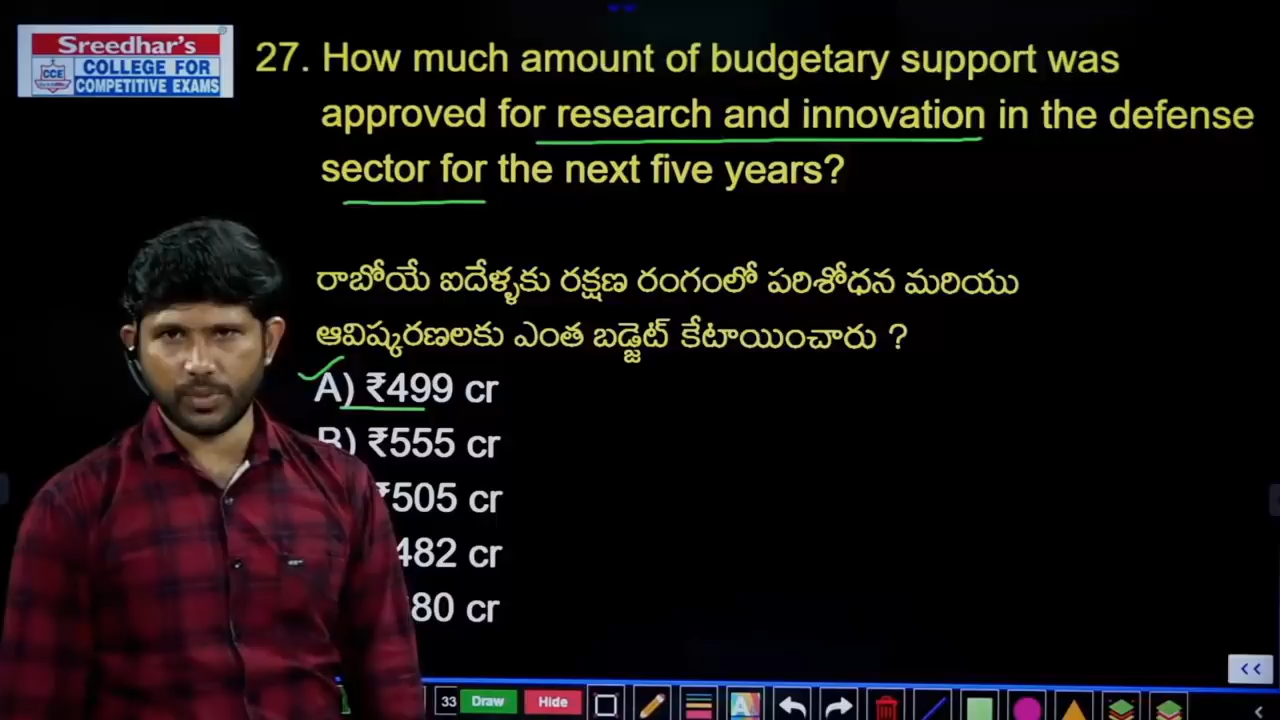 Sreedhar's
CCE
COLLEGE FOR
COMPETITIVE EXAMS
27. How much amount of budgetary support was
approved for research and innovation in the defense
sector for the next five years?
రాబోయే ఐదేళ్ళకు రక్షణ రంగంలో పరిశోధన మరియు
ఆవిష్కరణలకు ఎంత బడ్జెట్ కేటాయించారు ?
A) ₹499 cr
B) ₹555 cr
₹505 cr
482 cr
80 cr
33 Draw Hide
<<
<